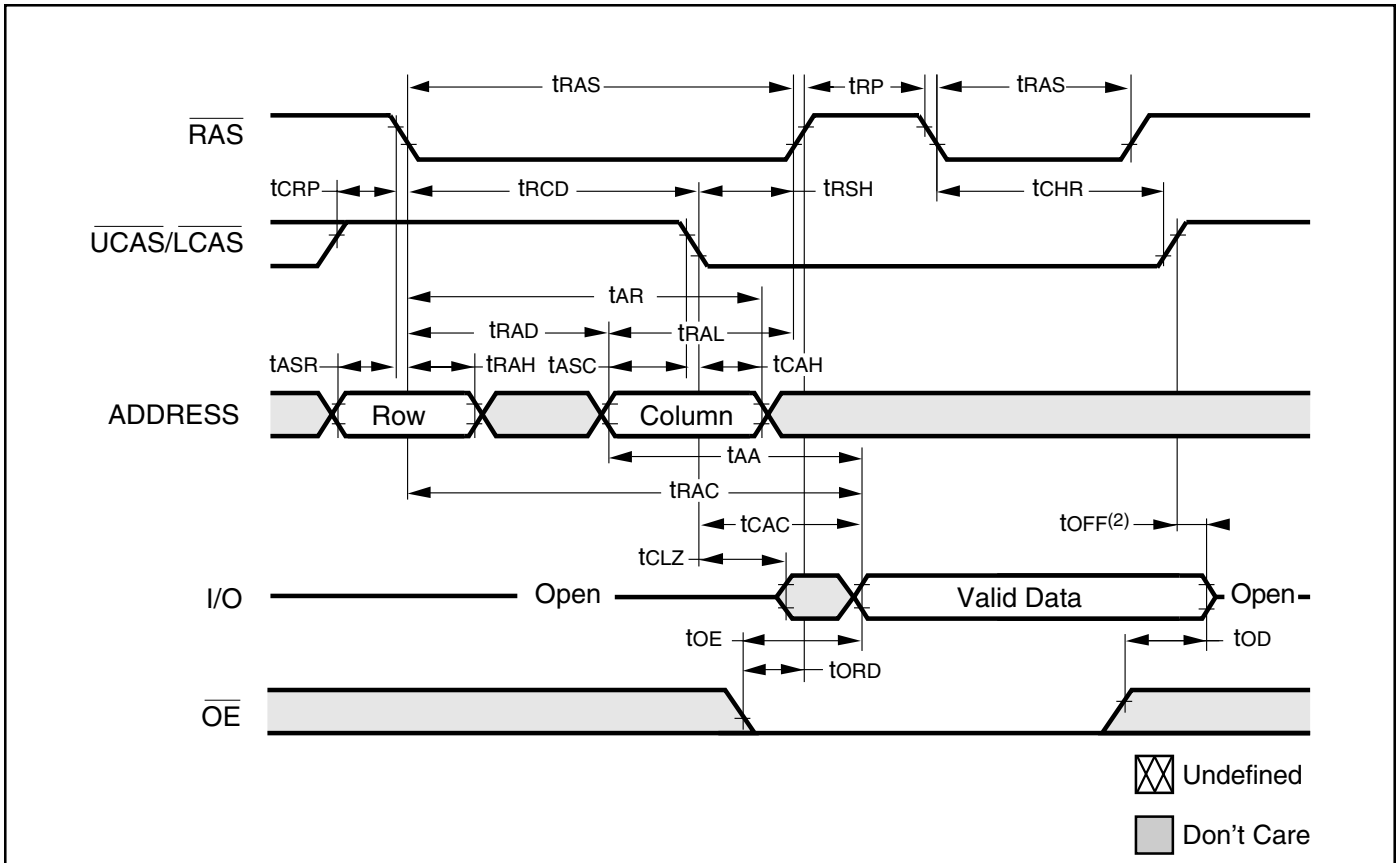 tRAS tRP tRAS
RAS
tCRP tRCD tRSH tCHR
UCAS/LCAS
tAR
tRAD tRAL
tASR tRAH tASC tCAH
ADDRESS Row Column
tAA
tRAC
tCAC tOFF(2)
tCLZ
I/O Open Valid Data Open
tOE tOD
tORD
OE
Undefined
Don't Care